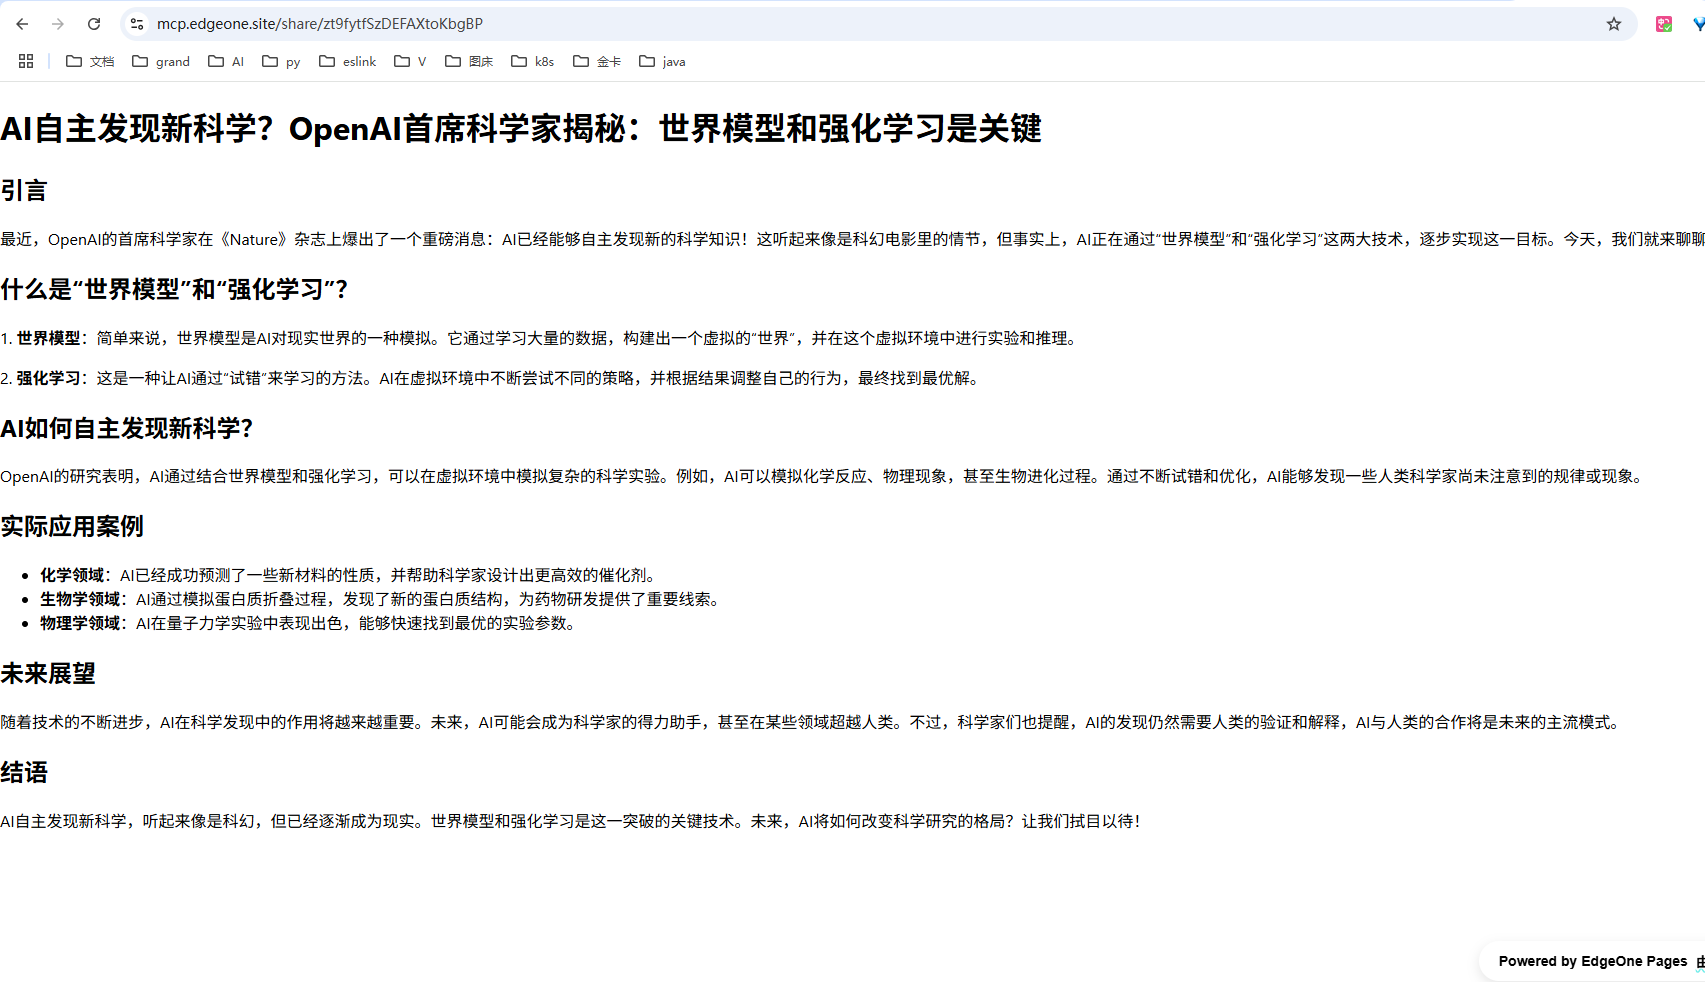 mcp.edgeone.site/share/zt9fytfSzDEFAXtoKbgBP
文档 grand AI py eslink V 图床 k8s 金卡 java
AI自主发现新科学？OpenAI首席科学家揭秘：世界模型和强化学习是关键
引言
最近，OpenAI的首席科学家在《Nature》杂志上爆出了一个重磅消息：AI已经能够自主发现新的科学知识！这听起来像是科幻电影里的情节，但事实上，AI正在通过“世界模型”和“强化学习”这两大技术，逐步实现这一目标。今天，我们就来聊聊
什么是“世界模型”和“强化学习”？
1. 世界模型：简单来说，世界模型是AI对现实世界的一种模拟。它通过学习大量的数据，构建出一个虚拟的“世界”，并在这个虚拟环境中进行实验和推理。
2. 强化学习：这是一种让AI通过“试错”来学习的方法。AI在虚拟环境中不断尝试不同的策略，并根据结果调整自己的行为，最终找到最优解。
AI如何自主发现新科学？
OpenAI的研究表明，AI通过结合世界模型和强化学习，可以在虚拟环境中模拟复杂的科学实验。例如，AI可以模拟化学反应、物理现象，甚至生物进化过程。通过不断试错和优化，AI能够发现一些人类科学家尚未注意到的规律或现象。
实际应用案例
• 化学领域：AI已经成功预测了一些新材料的性质，并帮助科学家设计出更高效的催化剂。
• 生物学领域：AI通过模拟蛋白质折叠过程，发现了新的蛋白质结构，为药物研发提供了重要线索。
• 物理学领域：AI在量子力学实验中表现出色，能够快速找到最优的实验参数。
未来展望
随着技术的不断进步，AI在科学发现中的作用将越来越重要。未来，AI可能会成为科学家的得力助手，甚至在某些领域超越人类。不过，科学家们也提醒，AI的发现仍然需要人类的验证和解释，AI与人类的合作将是未来的主流模式。
结语
AI自主发现新科学，听起来像是科幻，但已经逐渐成为现实。世界模型和强化学习是这一突破的关键技术。未来，AI将如何改变科学研究的格局？让我们拭目以待！
Powered by EdgeOne Pages